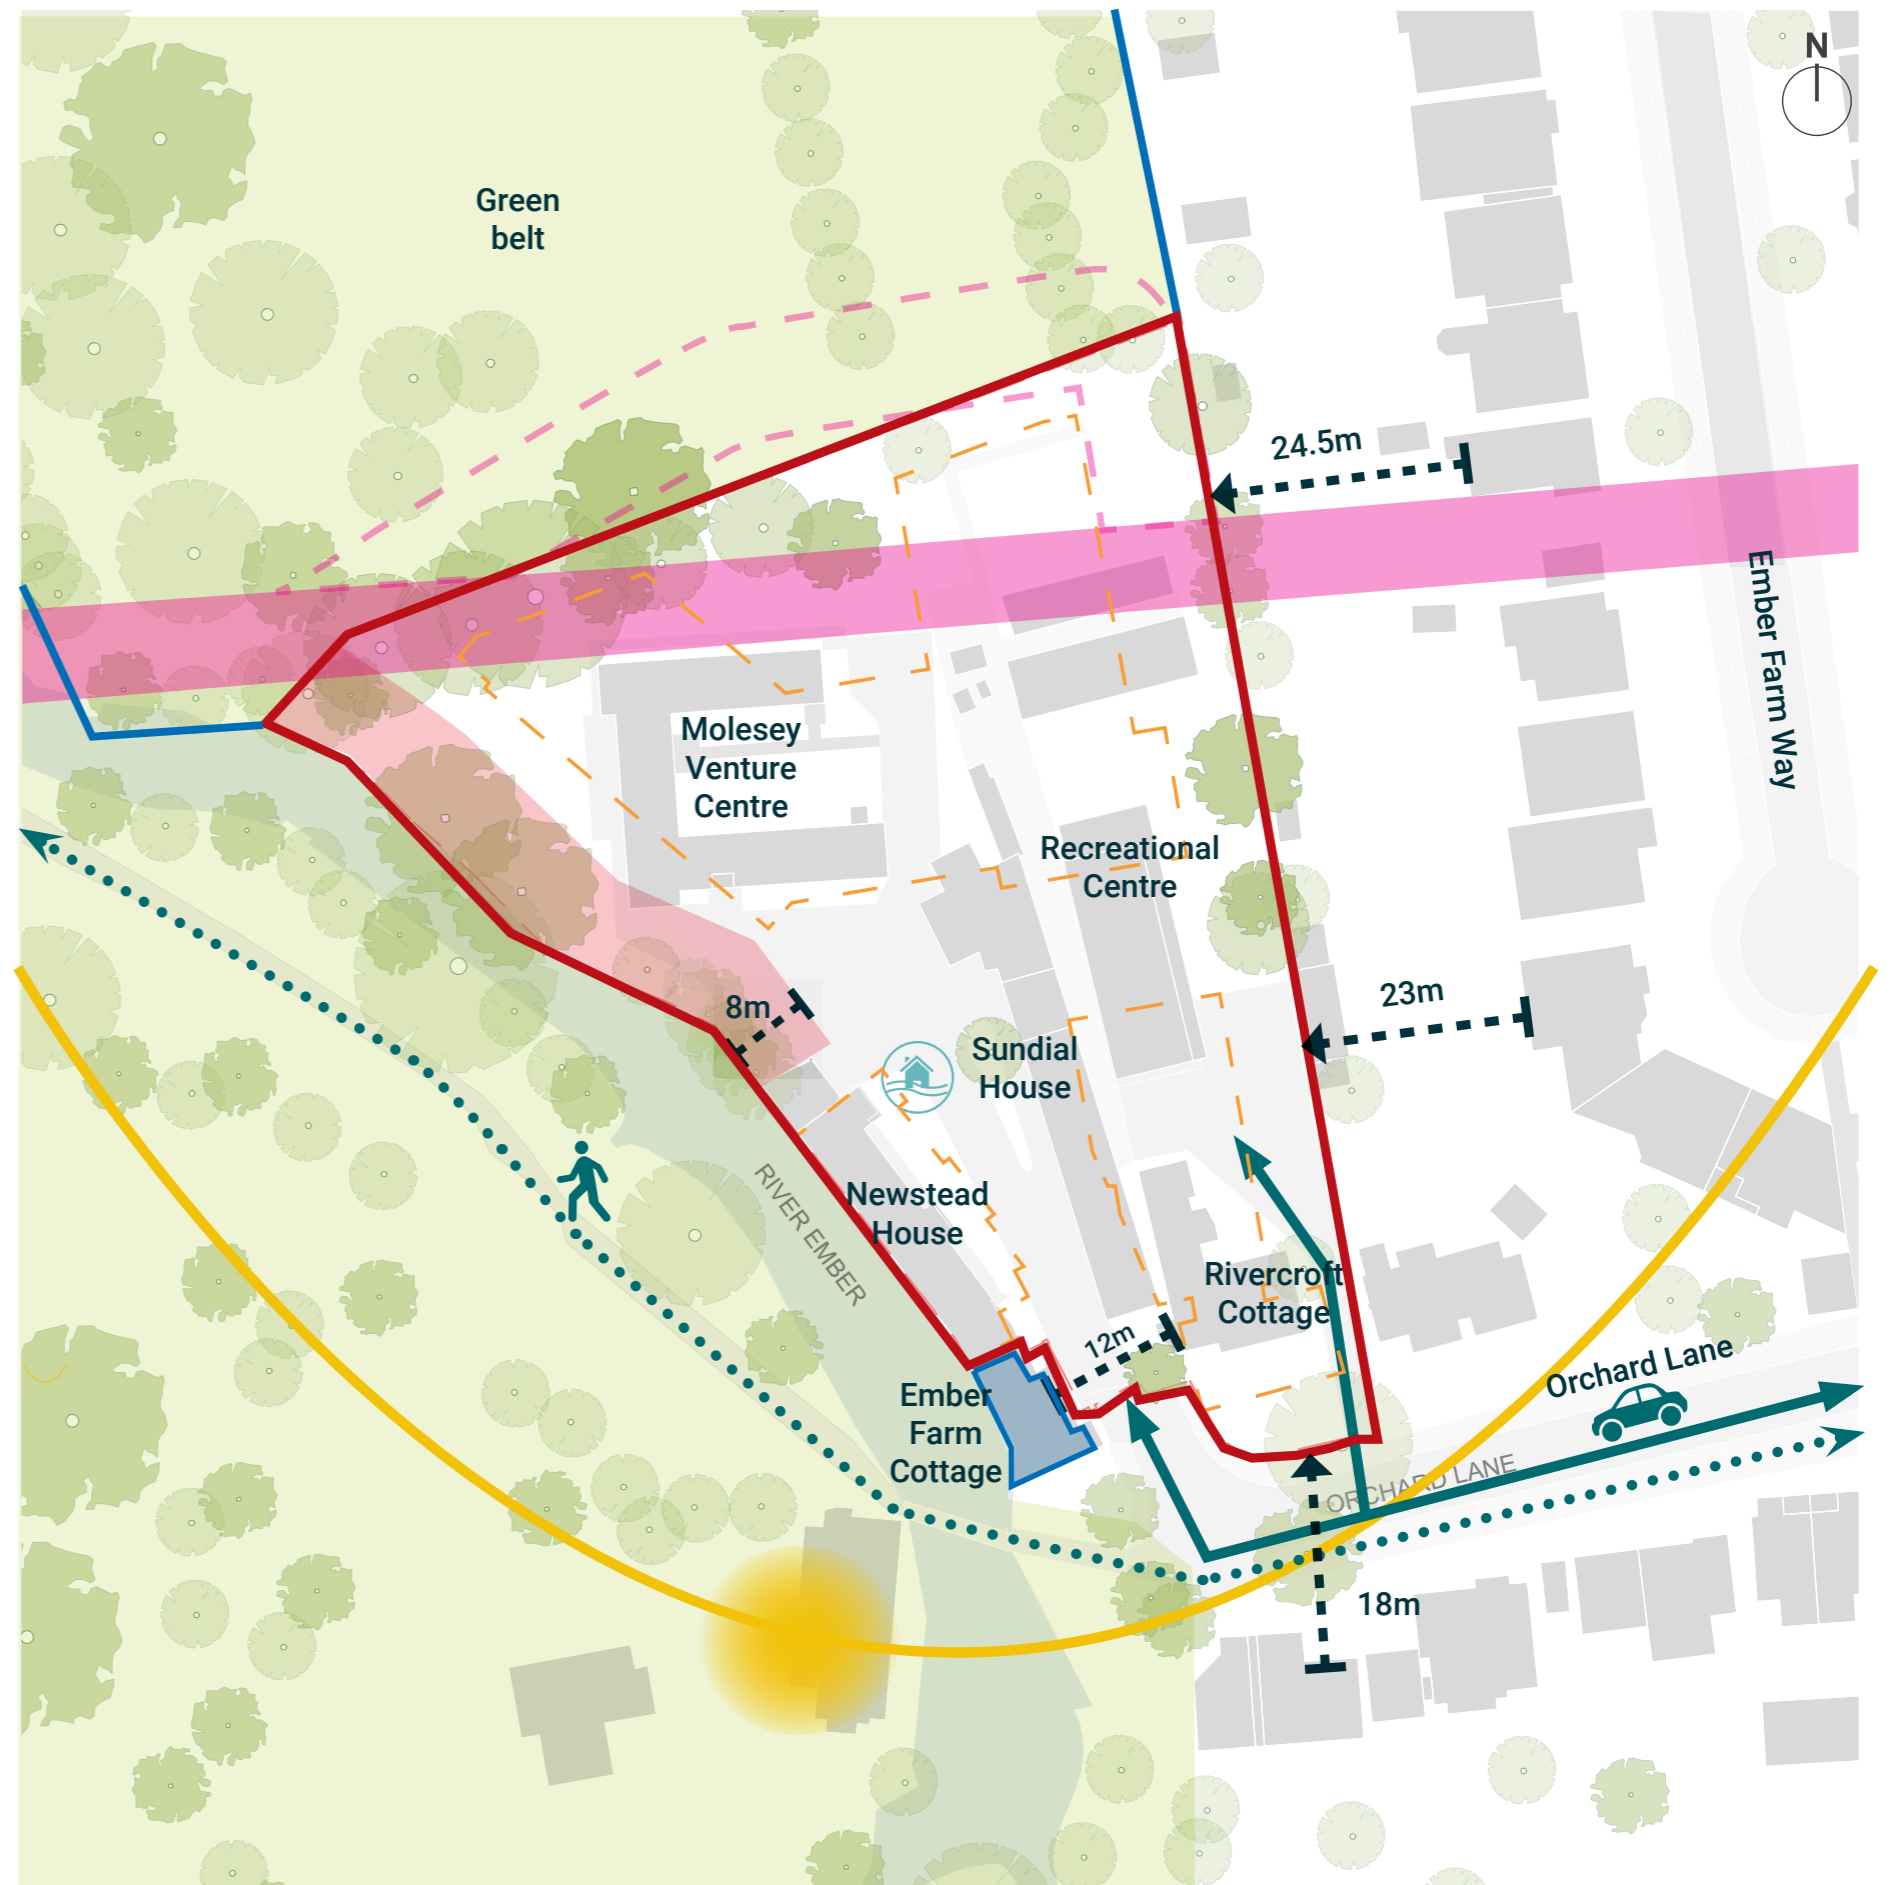 N
Green
belt
24.5m
Ember Farm Way
Molesey
Venture
Centre
Recreational
Centre
23m
8m
Sundial
House
RIVER EMBER
Newstead
House
Rivercroft
Cottage
12m
Orchard Lane
Ember
Farm
Cottage
ORCHARD LANE
18m